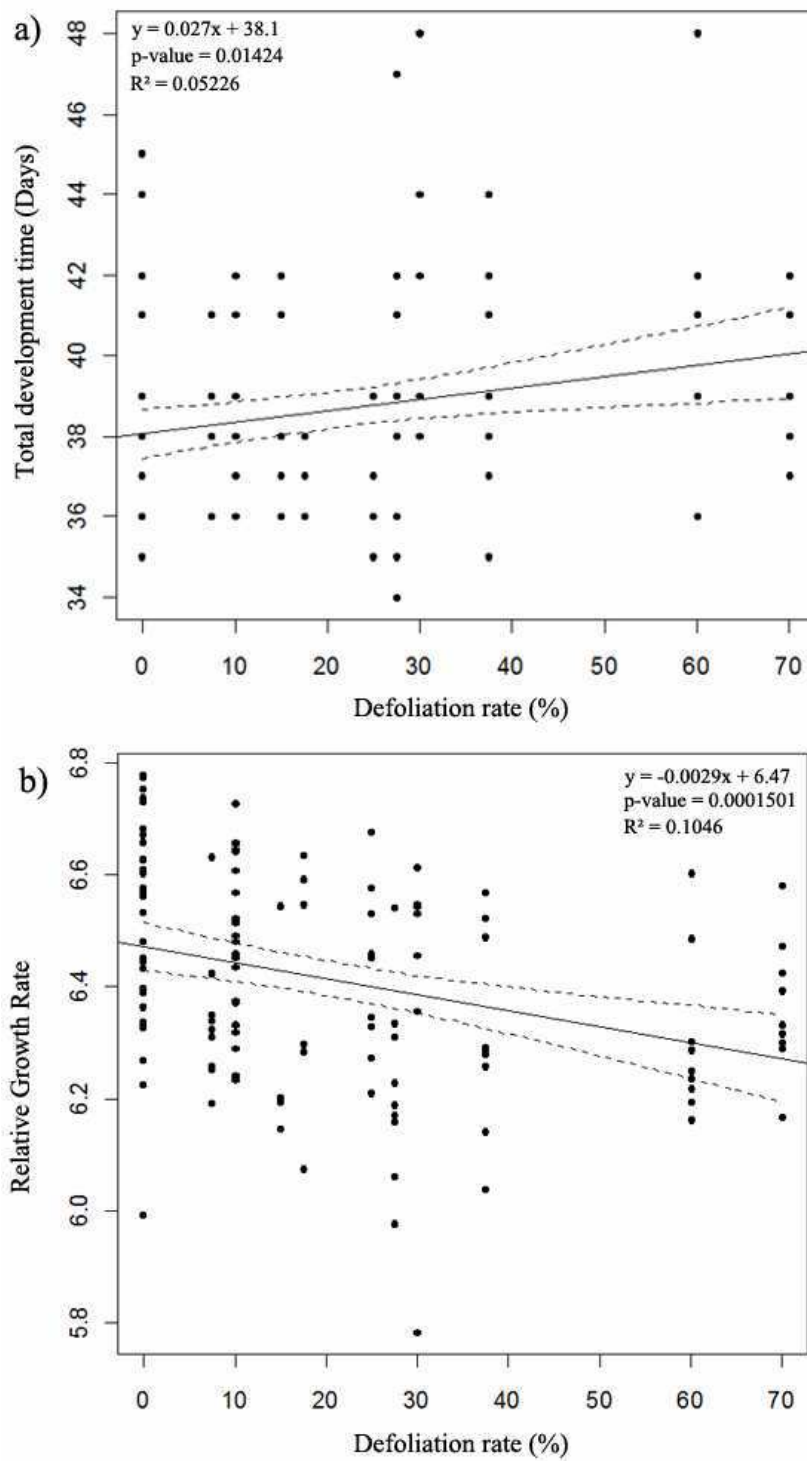 a)
y = 0.027x + 38.1
p-value = 0.01424
R² = 0.05226
Total development time (Days)
48
46
44
42
40
38
36
34
0 10 20 30 40 50 60 70
Defoliation rate (%)
b)
y = -0.0029x + 6.47
p-value = 0.0001501
R² = 0.1046
Relative Growth Rate
6.8
6.6
6.4
6.2
6.0
5.8
0 10 20 30 40 50 60 70
Defoliation rate (%)